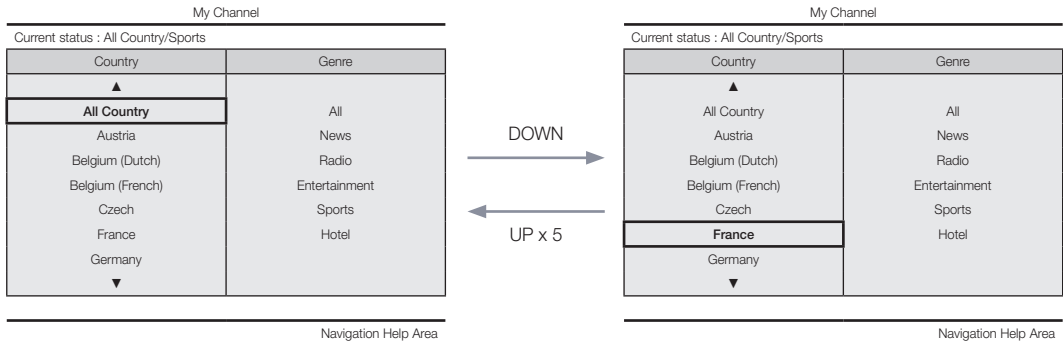 My Channel
Current status : All Country/Sports
Country Genre
▲
All Country All
Austria News
Belgium (Dutch) Radio
Belgium (French) Entertainment
Czech Sports
France Hotel
Germany
▼
Navigation Help Area
DOWN
UP x 5
My Channel
Current status : All Country/Sports
Country Genre
▲
All Country All
Austria News
Belgium (Dutch) Radio
Belgium (French) Entertainment
Czech Sports
France Hotel
Germany
▼
Navigation Help Area